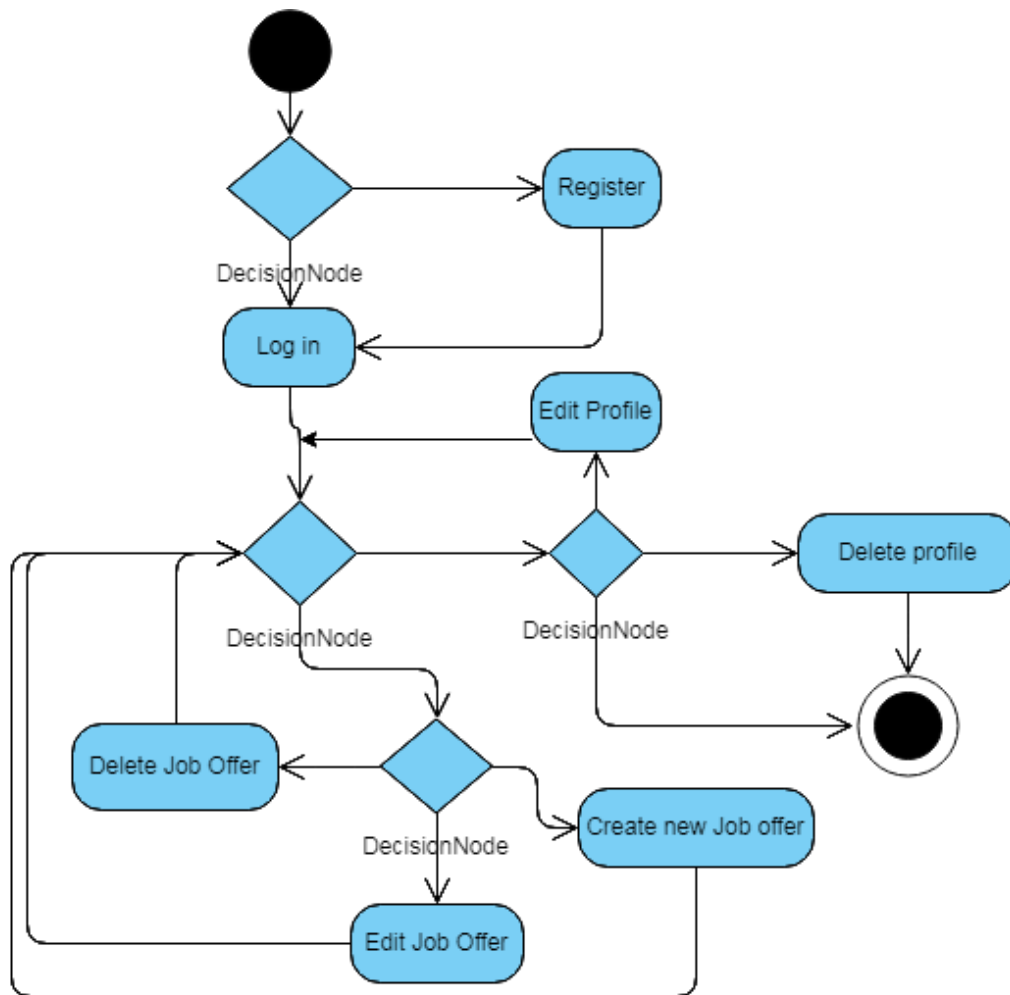 Register
DecisionNode
Log in
Edit Profile
Delete profile
DecisionNode
DecisionNode
Delete Job Offer
Create new Job offer
DecisionNode
Edit Job Offer